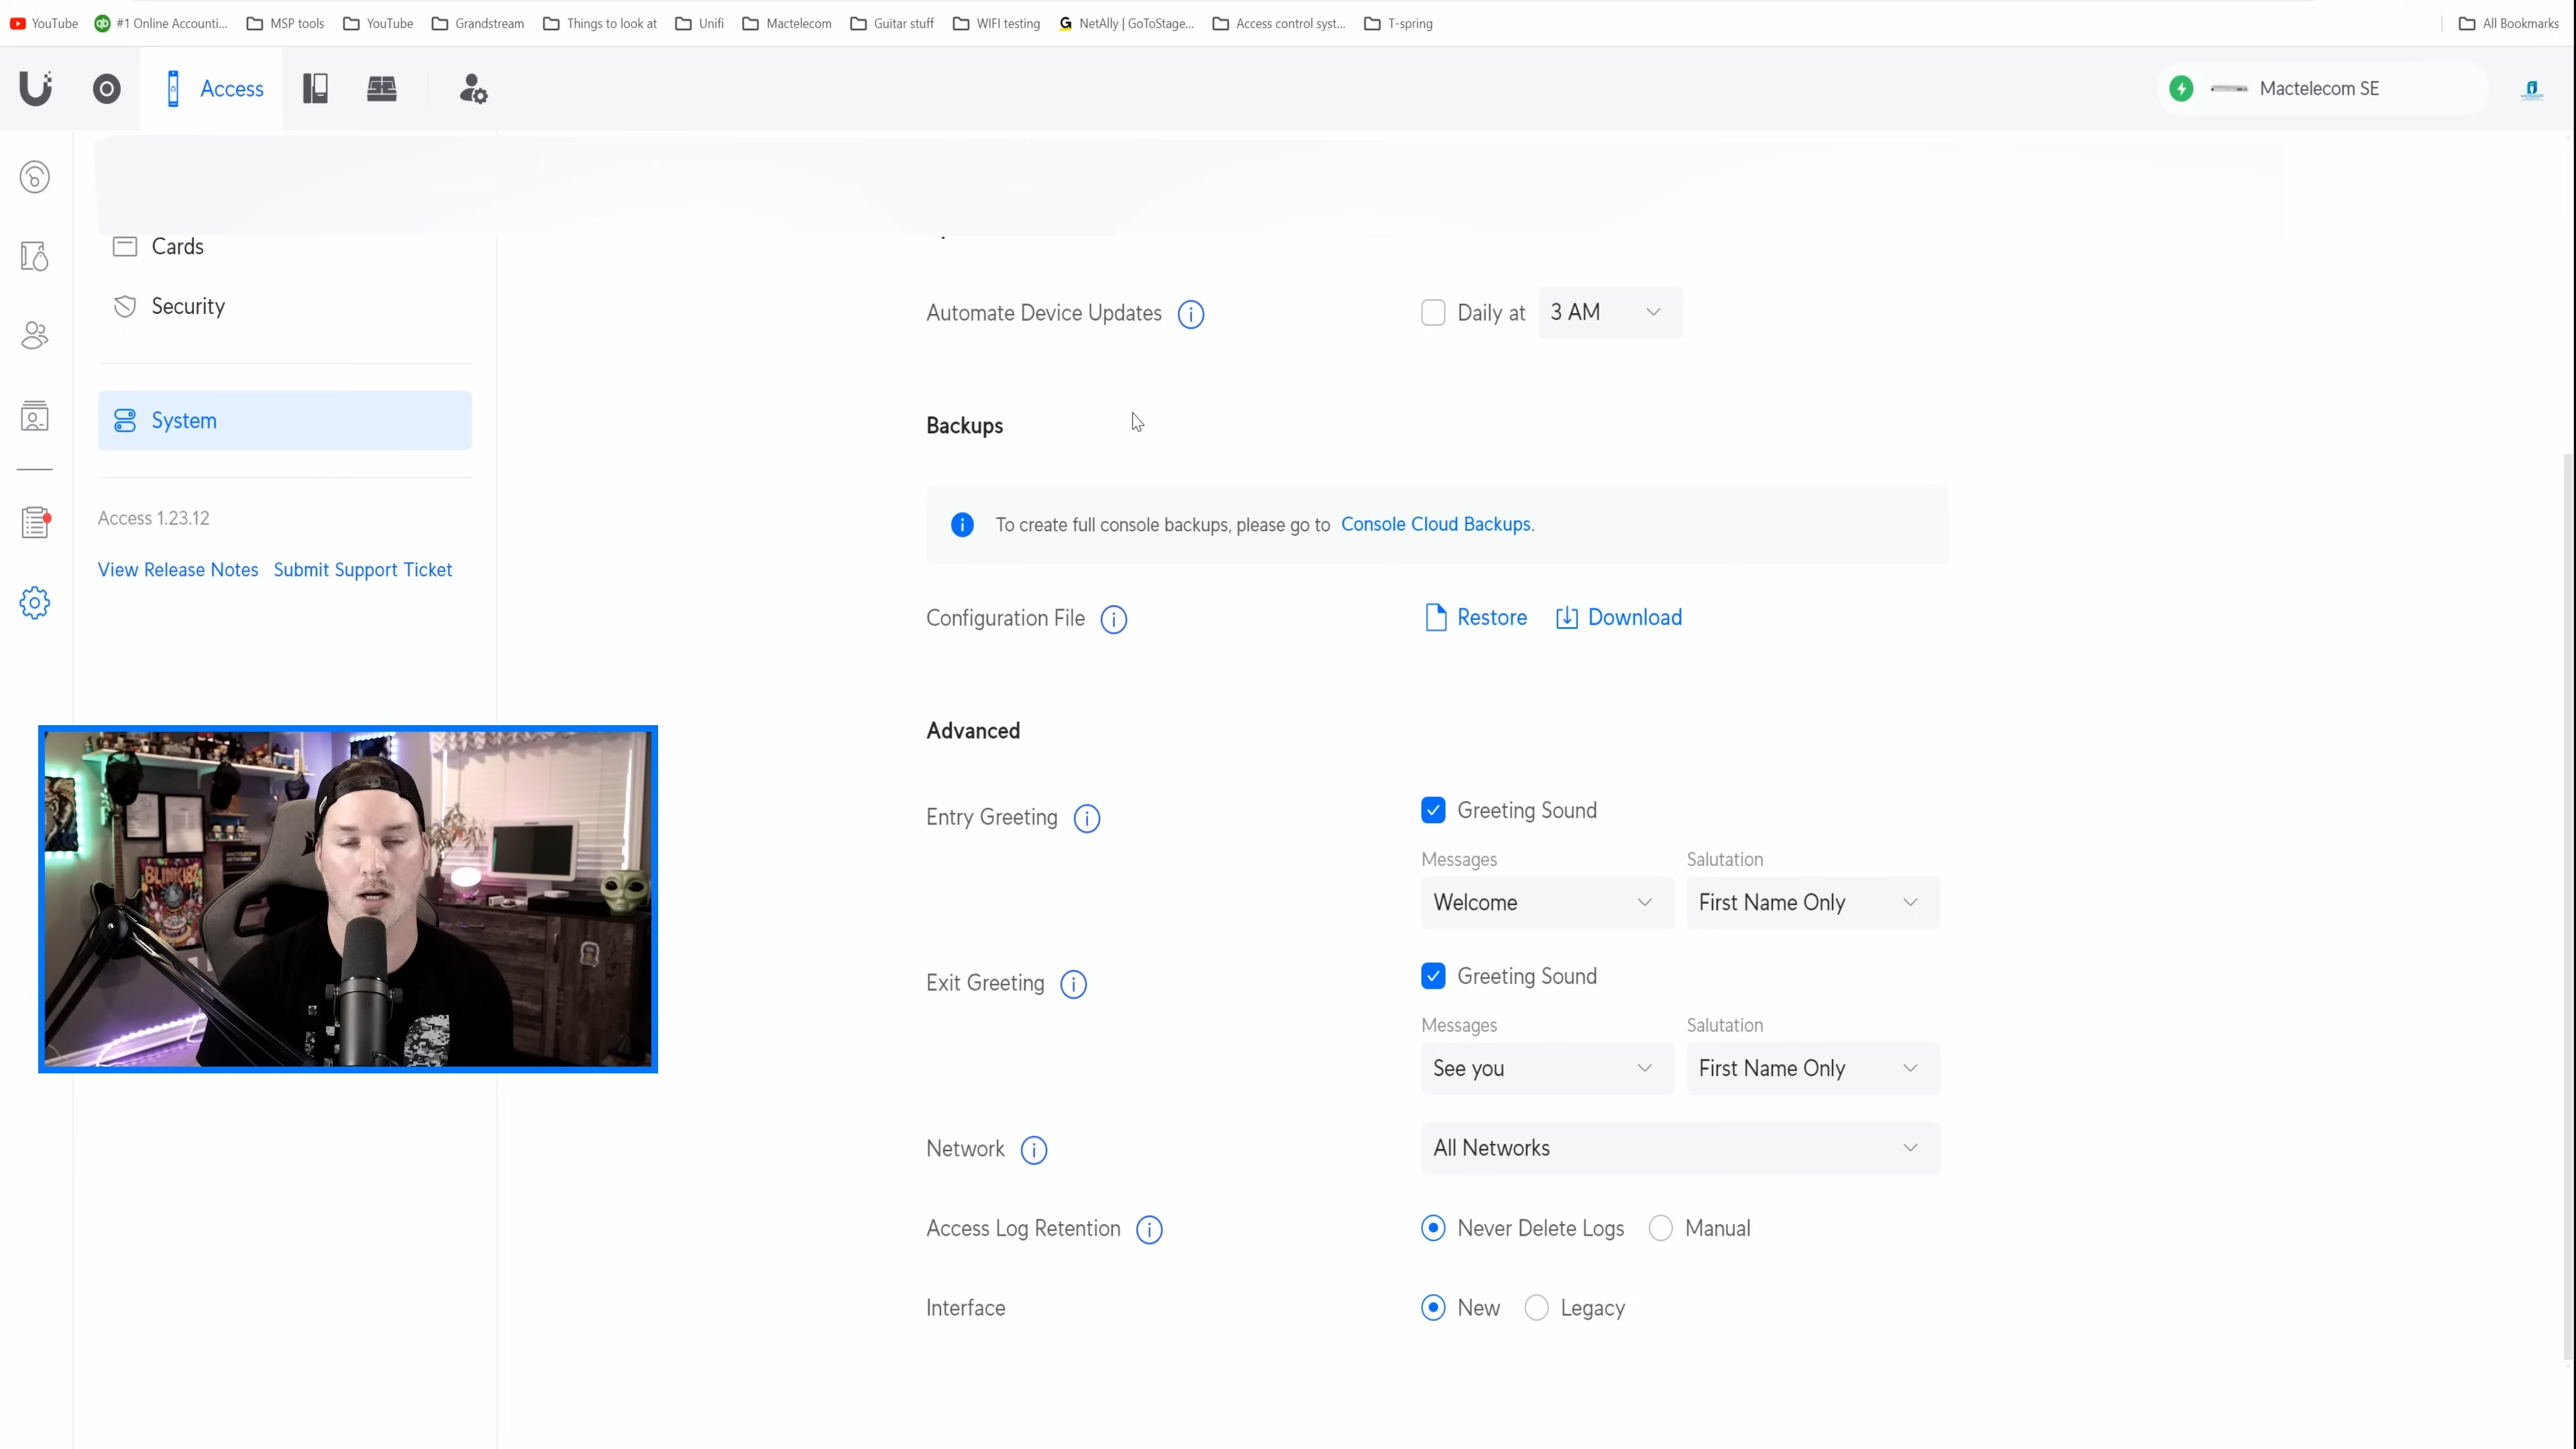 YouTube #1 Online Accounti... MSP tools YouTube Grandstream Things to look at Unifi Mactelecom Guitar stuff WIFI testing NetAlly | GoToStage... Access control syst... T-spring All Bookmarks
Access Mactelecom SE
Cards
Security
System
Access 1.23.12
View Release Notes Submit Support Ticket
Automate Device Updates Daily at 3 AM
Backups
To create full console backups, please go to Console Cloud Backups.
Configuration File Restore Download
Advanced
Entry Greeting Greeting Sound
Messages Salutation
Welcome First Name Only
Exit Greeting Greeting Sound
Messages Salutation
See you First Name Only
Network All Networks
Access Log Retention Never Delete Logs Manual
Interface New Legacy
BLINK182